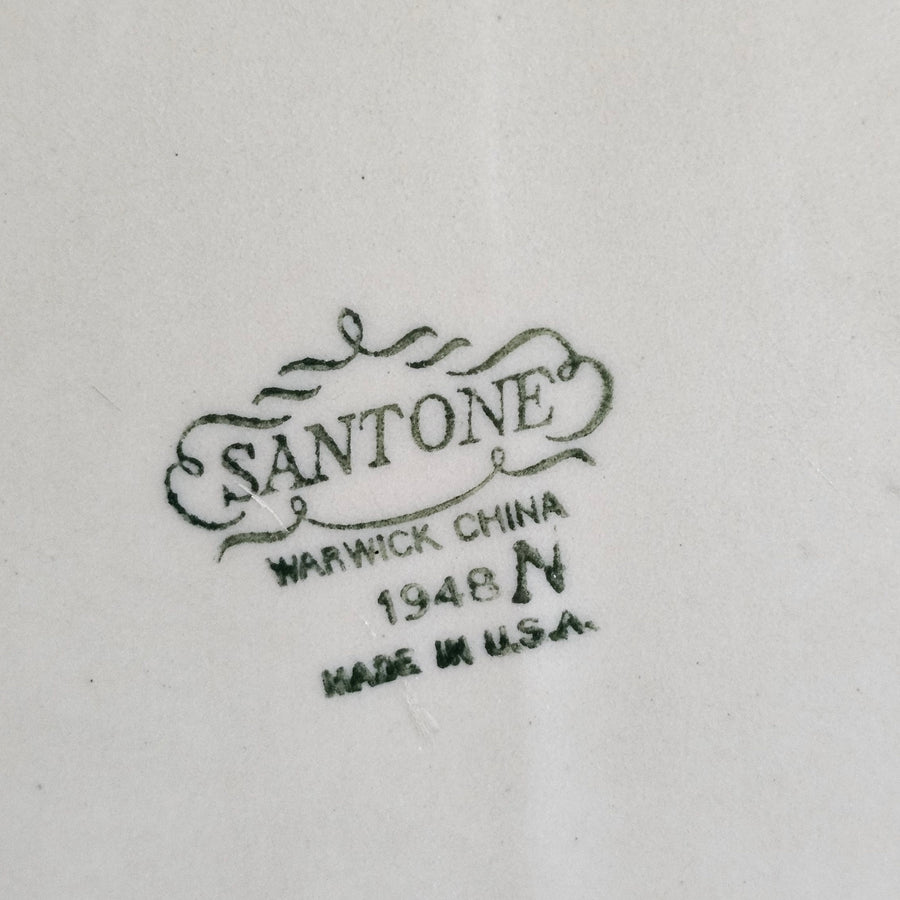 SANTONE
WARWICK CHINA
1948 N
MADE IN U.S.A.